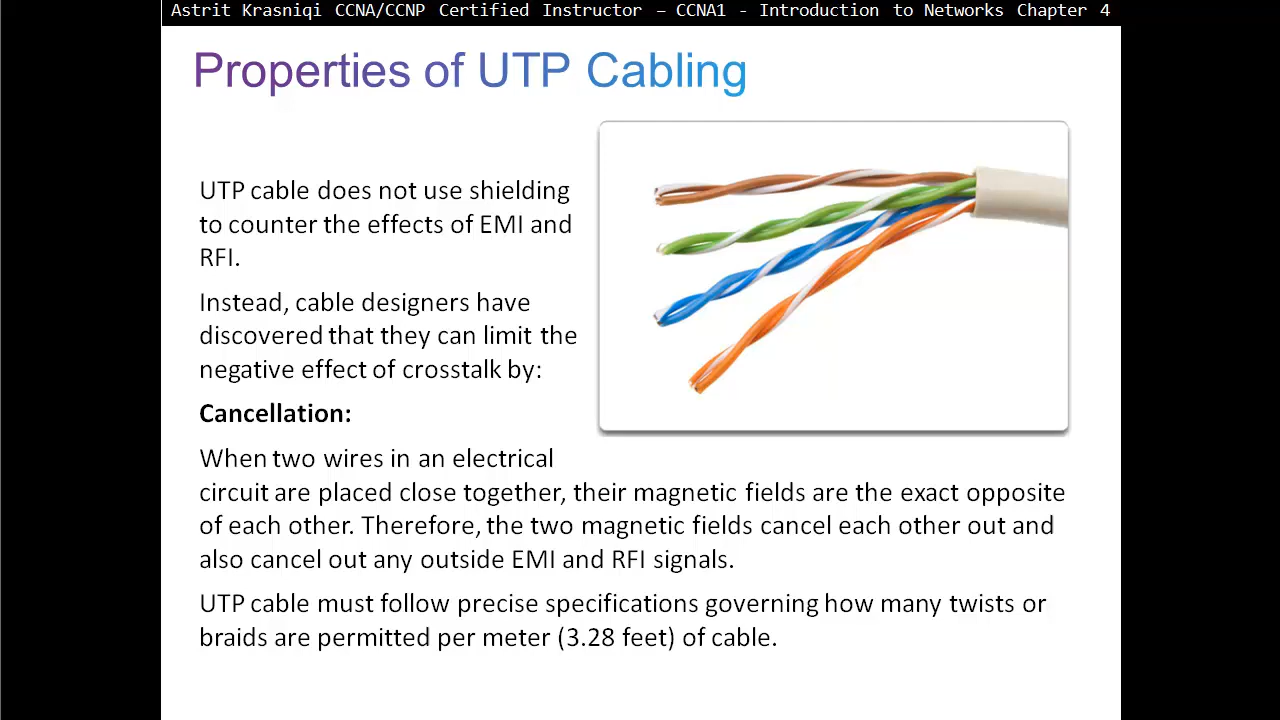 Astrit Krasniqi CCNA/CCNP Certified Instructor – CCNA1 - Introduction to Networks Chapter 4
Properties of UTP Cabling
UTP cable does not use shielding
to counter the effects of EMI and
RFI.
Instead, cable designers have
discovered that they can limit the
negative effect of crosstalk by:
Cancellation:
When two wires in an electrical
circuit are placed close together, their magnetic fields are the exact opposite
of each other. Therefore, the two magnetic fields cancel each other out and
also cancel out any outside EMI and RFI signals.
UTP cable must follow precise specifications governing how many twists or
braids are permitted per meter (3.28 feet) of cable.